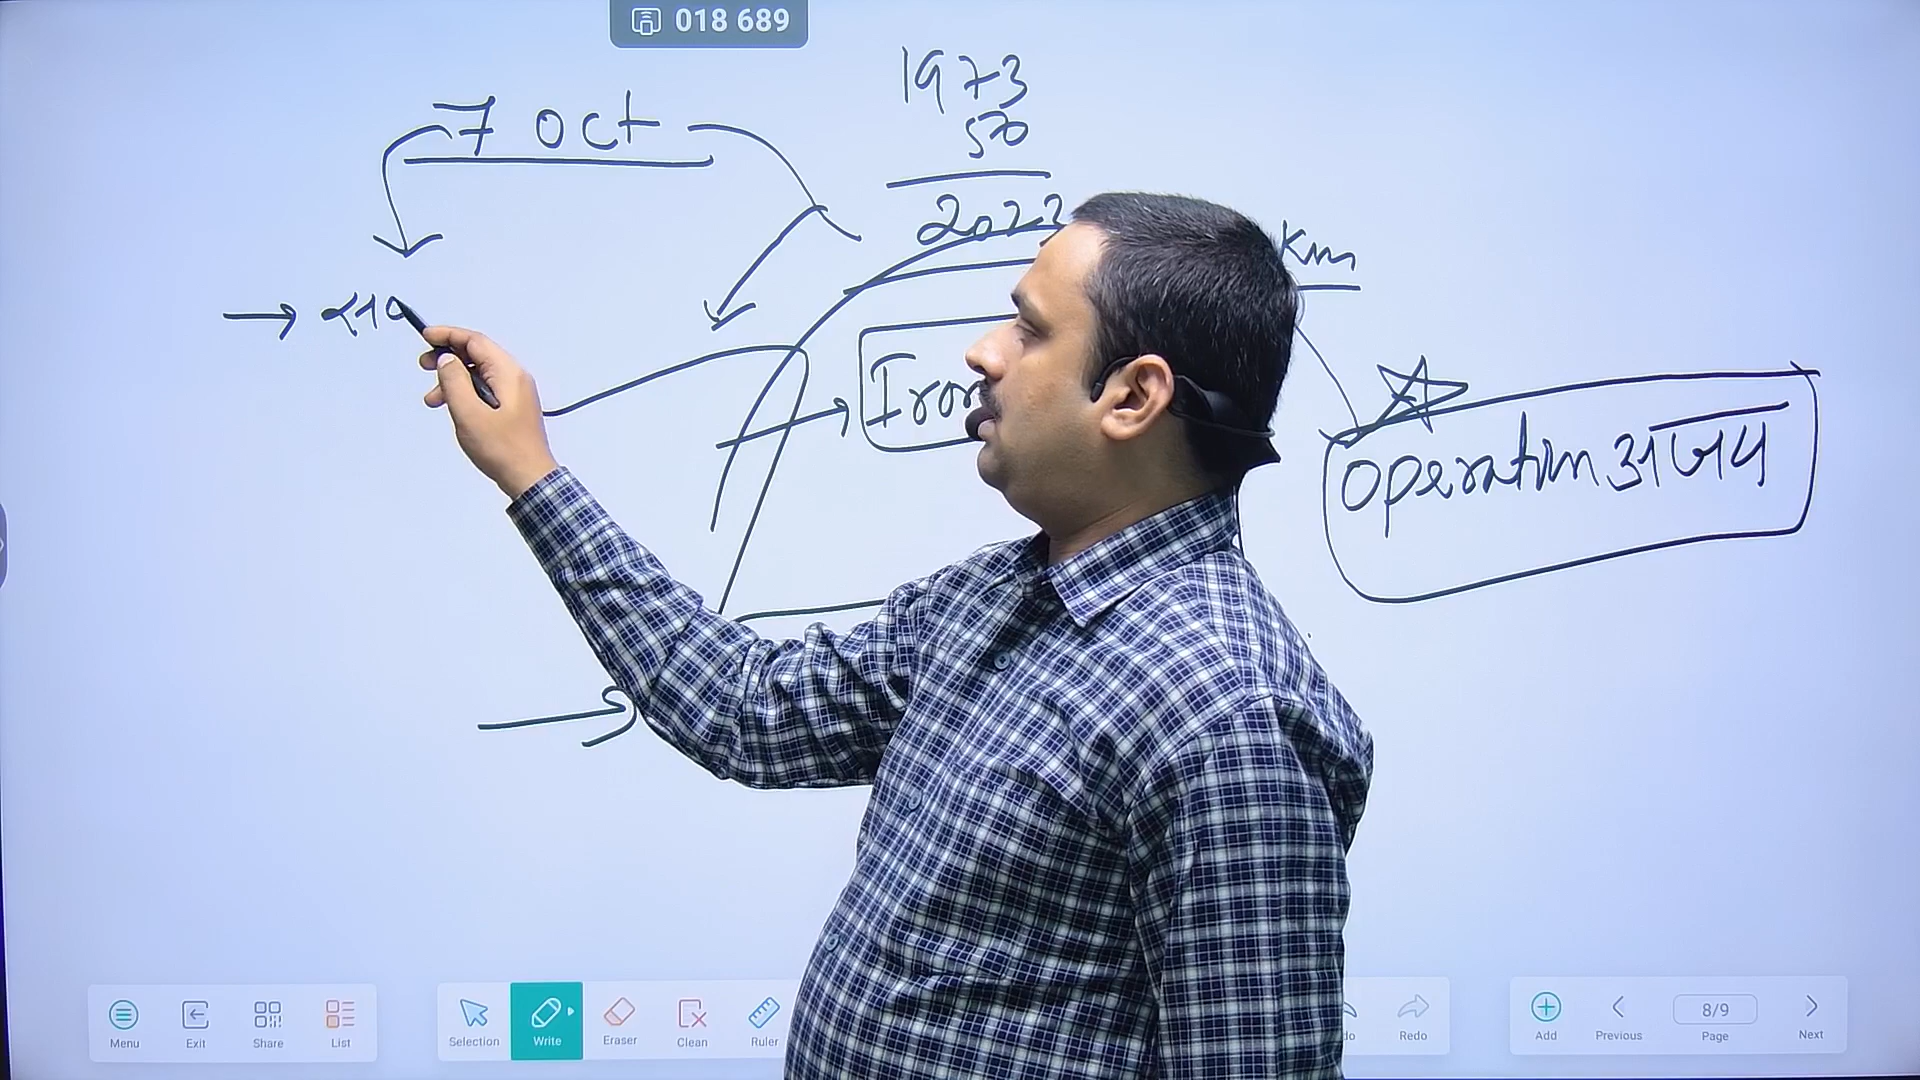 018 689
1973
50
7 Oct
2023
Km
Iron
Operation अजय
Menu
Exit
Share
List
Selection
Write
Eraser
Clean
Ruler
Redo
Add
Previous
8/9
Page
Next